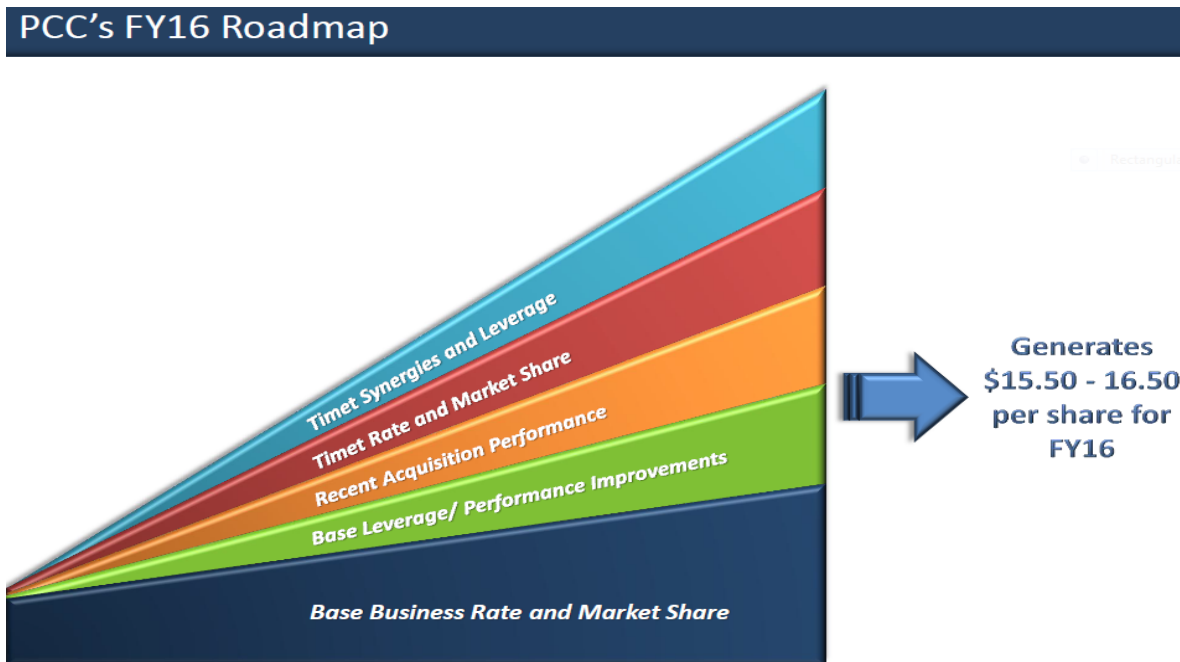 PCC’s FY16 Roadmap
Rectangul
Timet Synergies and Leverage
Timet Rate and Market Share
Recent Acquisition Performance
Base Leverage/ Performance Improvements
Base Business Rate and Market Share
Generates
$15.50 - 16.50
per share for
FY16